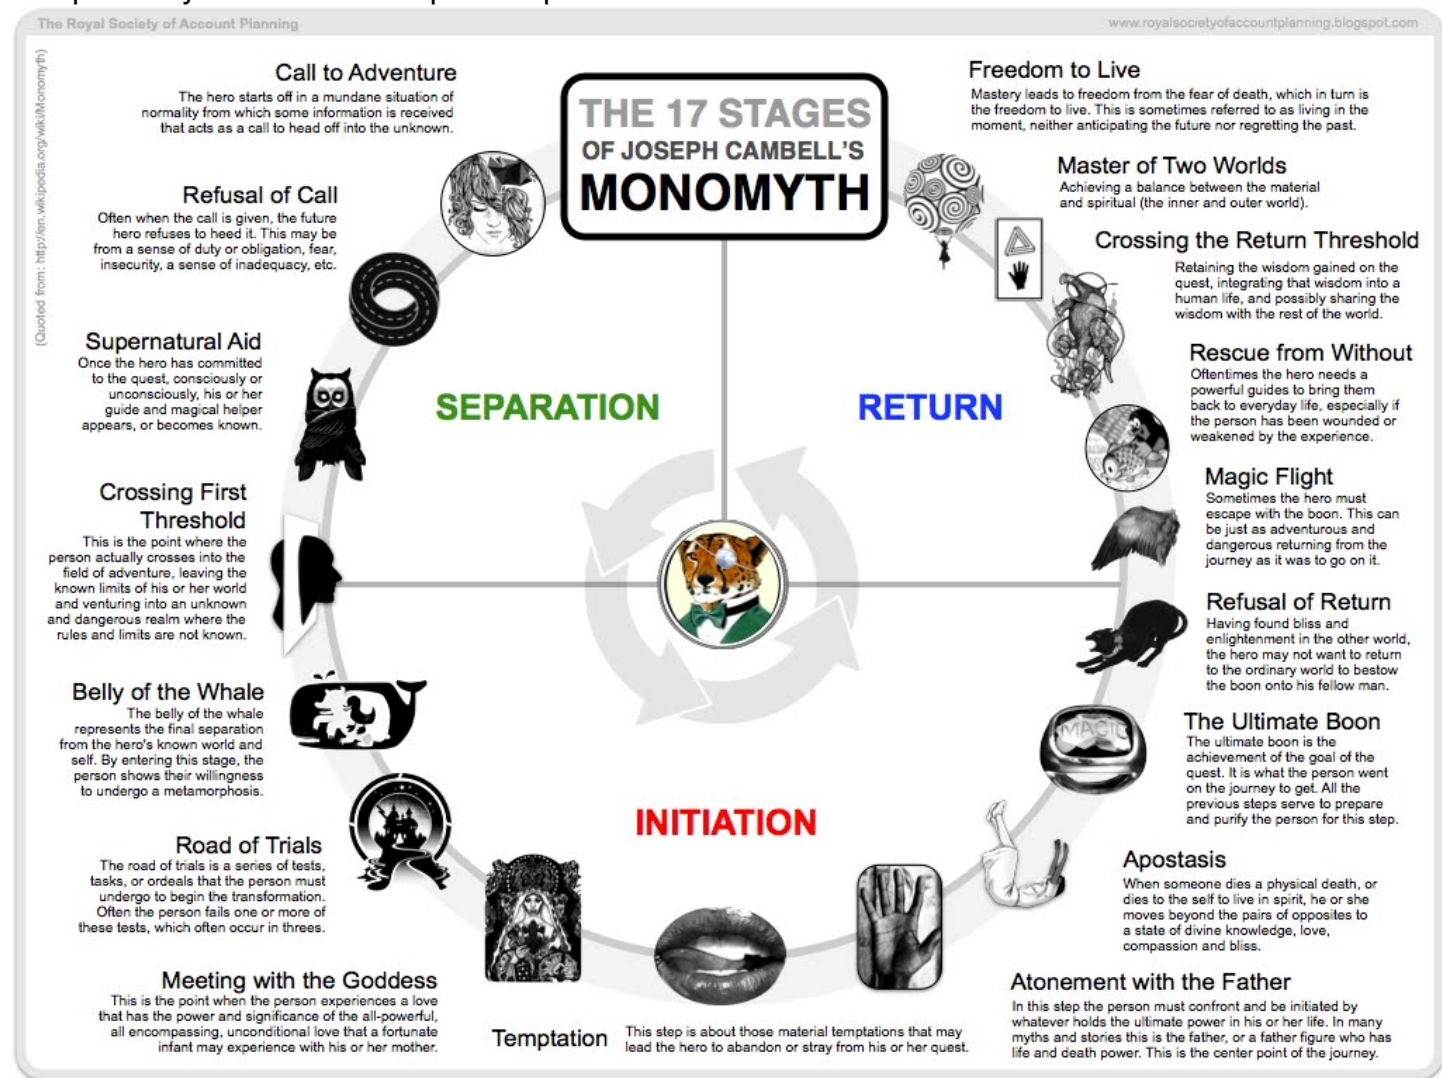 The Royal Society of Account Planning
www.royalsocietyofaccountplanning.blogspot.com
(Quoted from: http://en.wikipedia.org/wiki/Monomyth)
THE 17 STAGES
OF JOSEPH CAMBELL'S
MONOMYTH
Call to Adventure
The hero starts off in a mundane situation of
normality from which some information is received
that acts as a call to head off into the unknown.
Refusal of Call
Often when the call is given, the future
hero refuses to heed it. This may be
from a sense of duty or obligation, fear,
insecurity, a sense of inadequacy, etc.
Supernatural Aid
Once the hero has committed
to the quest, consciously or
unconsciously, his or her
guide and magical helper
appears, or becomes known.
Crossing First
Threshold
This is the point where the
person actually crosses into the
field of adventure, leaving the
known limits of his or her world
and venturing into an unknown
and dangerous realm where the
rules and limits are not known.
Belly of the Whale
The belly of the whale
represents the final separation
from the hero's known world and
self. By entering this stage, the
person shows their willingness
to undergo a metamorphosis.
Road of Trials
The road of trials is a series of tests,
tasks, or ordeals that the person must
undergo to begin the transformation.
Often the person fails one or more of
these tests, which often occur in threes.
Meeting with the Goddess
This is the point when the person experiences a love
that has the power and significance of the all-powerful,
all encompassing, unconditional love that a fortunate
infant may experience with his or her mother.
Temptation
This step is about those material temptations that may
lead the hero to abandon or stray from his or her quest.
SEPARATION
RETURN
INITIATION
Freedom to Live
Mastery leads to freedom from the fear of death, which in turn is
the freedom to live. This is sometimes referred to as living in the
moment, neither anticipating the future nor regretting the past.
Master of Two Worlds
Achieving a balance between the material
and spiritual (the inner and outer world).
Crossing the Return Threshold
Retaining the wisdom gained on the
quest, integrating that wisdom into a
human life, and possibly sharing the
wisdom with the rest of the world.
Rescue from Without
Oftentimes the hero needs a
powerful guides to bring them
back to everyday life, especially if
the person has been wounded or
weakened by the experience.
Magic Flight
Sometimes the hero must
escape with the boon. This can
be just as adventurous and
dangerous returning from the
journey as it was to go on it.
Refusal of Return
Having found bliss and
enlightenment in the other world,
the hero may not want to return
to the ordinary world to bestow
the boon onto his fellow man.
MAGIC
The Ultimate Boon
The ultimate boon is the
achievement of the goal of the
quest. It is what the person went
on the journey to get. All the
previous steps serve to prepare
and purify the person for this step.
Apostasis
When someone dies a physical death, or
dies to the self to live in spirit, he or she
moves beyond the pairs of opposites to
a state of divine knowledge, love,
compassion and bliss.
Atonement with the Father
In this step the person must confront and be initiated by
whatever holds the ultimate power in his or her life. In many
myths and stories this is the father, or a father figure who has
life and death power. This is the center point of the journey.